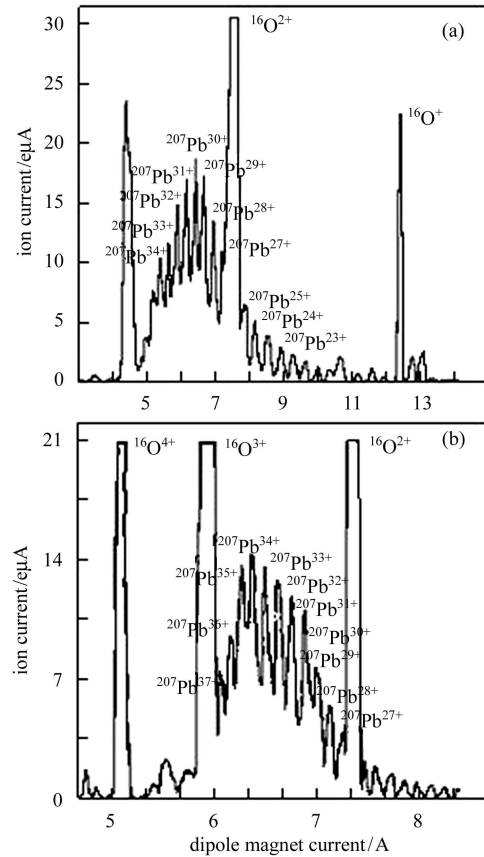 30
(a)
¹⁶O²⁺
25
¹⁶O⁺
²⁰⁷Pb³⁰⁺
20
²⁰⁷Pb³¹⁺
²⁰⁷Pb²⁹⁺
²⁰⁷Pb³²⁺
15
²⁰⁷Pb³³⁺
²⁰⁷Pb²⁸⁺
²⁰⁷Pb³⁴⁺
²⁰⁷Pb²⁷⁺
10
²⁰⁷Pb²⁵⁺
²⁰⁷Pb²⁴⁺
5
²⁰⁷Pb²³⁺
0
ion current/eμA
5 7 9 11 13
21
(b)
¹⁶O⁴⁺
¹⁶O³⁺
¹⁶O²⁺
²⁰⁷Pb³⁴⁺
²⁰⁷Pb³³⁺
14
²⁰⁷Pb³⁵⁺
²⁰⁷Pb³²⁺
²⁰⁷Pb³¹⁺
²⁰⁷Pb³⁶⁺
²⁰⁷Pb³⁰⁺
²⁰⁷Pb²⁹⁺
7
²⁰⁷Pb³⁷⁺
²⁰⁷Pb²⁸⁺
²⁰⁷Pb²⁷⁺
0
ion current/eμA
5 6 7 8
dipole magnet current/A